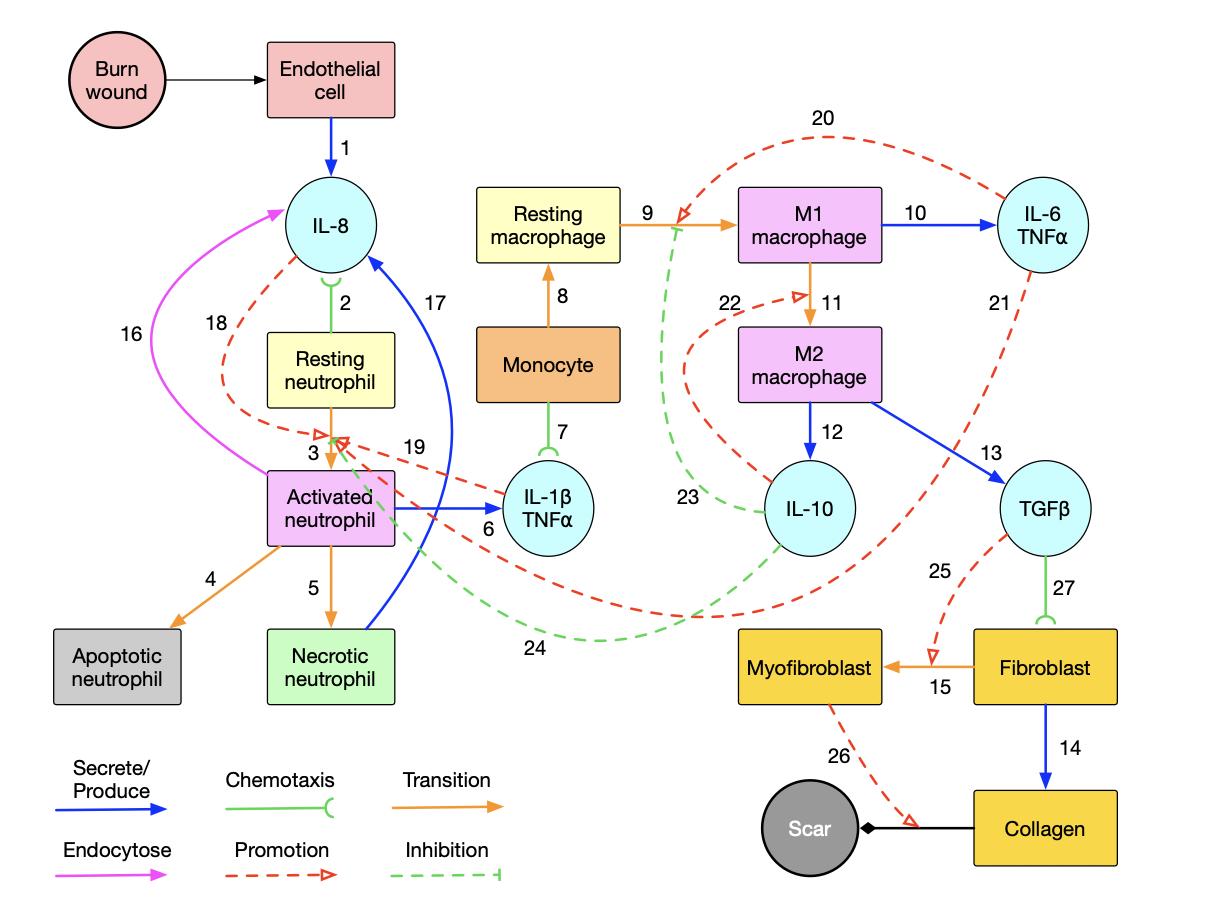 Burn
wound
Endothelial
cell
1
20
IL-8
Resting
macrophage
9
M1
macrophage
10
IL-6
TNFα
2
17
8
22
11
21
16
18
Resting
neutrophil
Monocyte
M2
macrophage
3
19
7
12
13
Activated
neutrophil
6
IL-1β
TNFα
23
IL-10
TGFβ
4
5
25
27
24
Apoptotic
neutrophil
Necrotic
neutrophil
Myofibroblast
15
Fibroblast
26
14
Secrete/
Produce
Chemotaxis
Transition
Scar
Collagen
Endocytose
Promotion
Inhibition